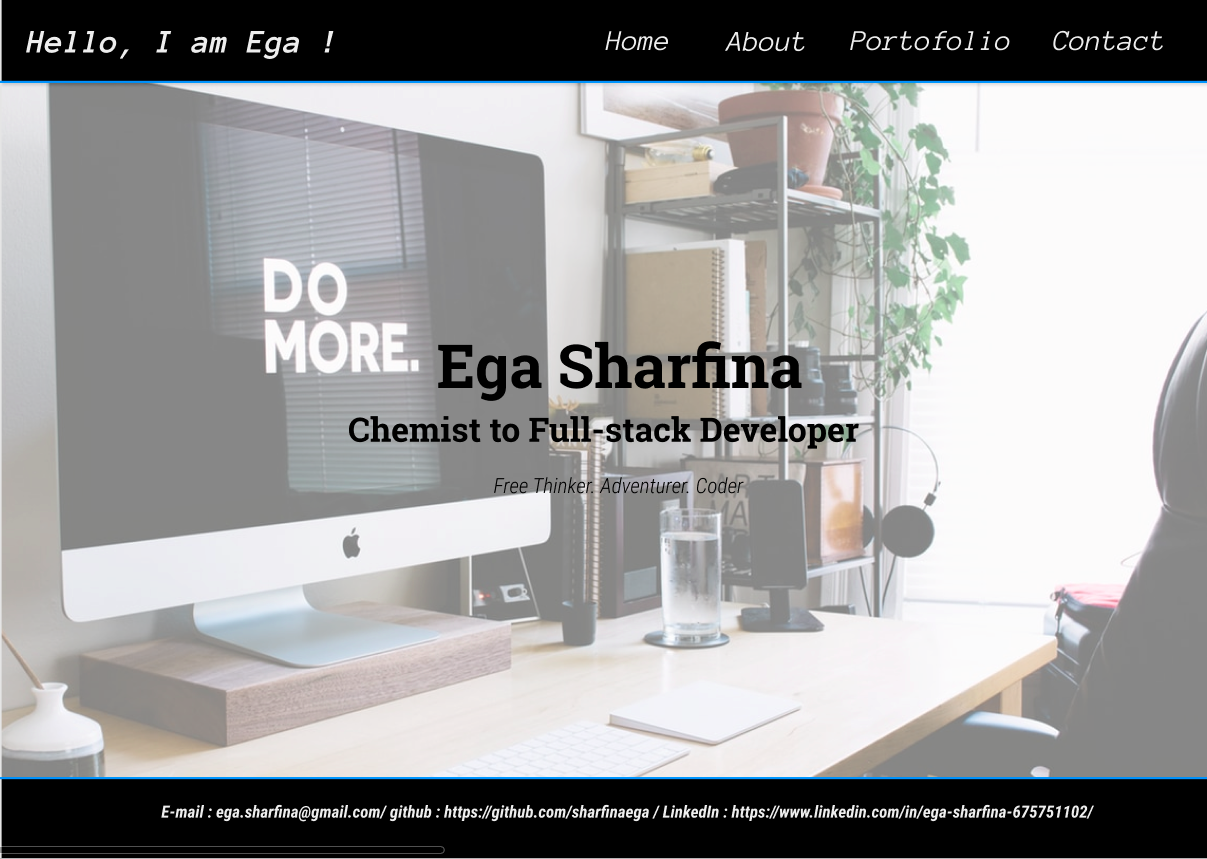 Hello, I am Ega !
Home About Portofolio Contact
DO
MORE.
Ega Sharfina
Chemist to Full-stack Developer
Free Thinker. Adventurer. Coder
E-mail : ega.sharfina@gmail.com/ github : https://github.com/sharfinaega / LinkedIn : https://www.linkedin.com/in/ega-sharfina-675751102/